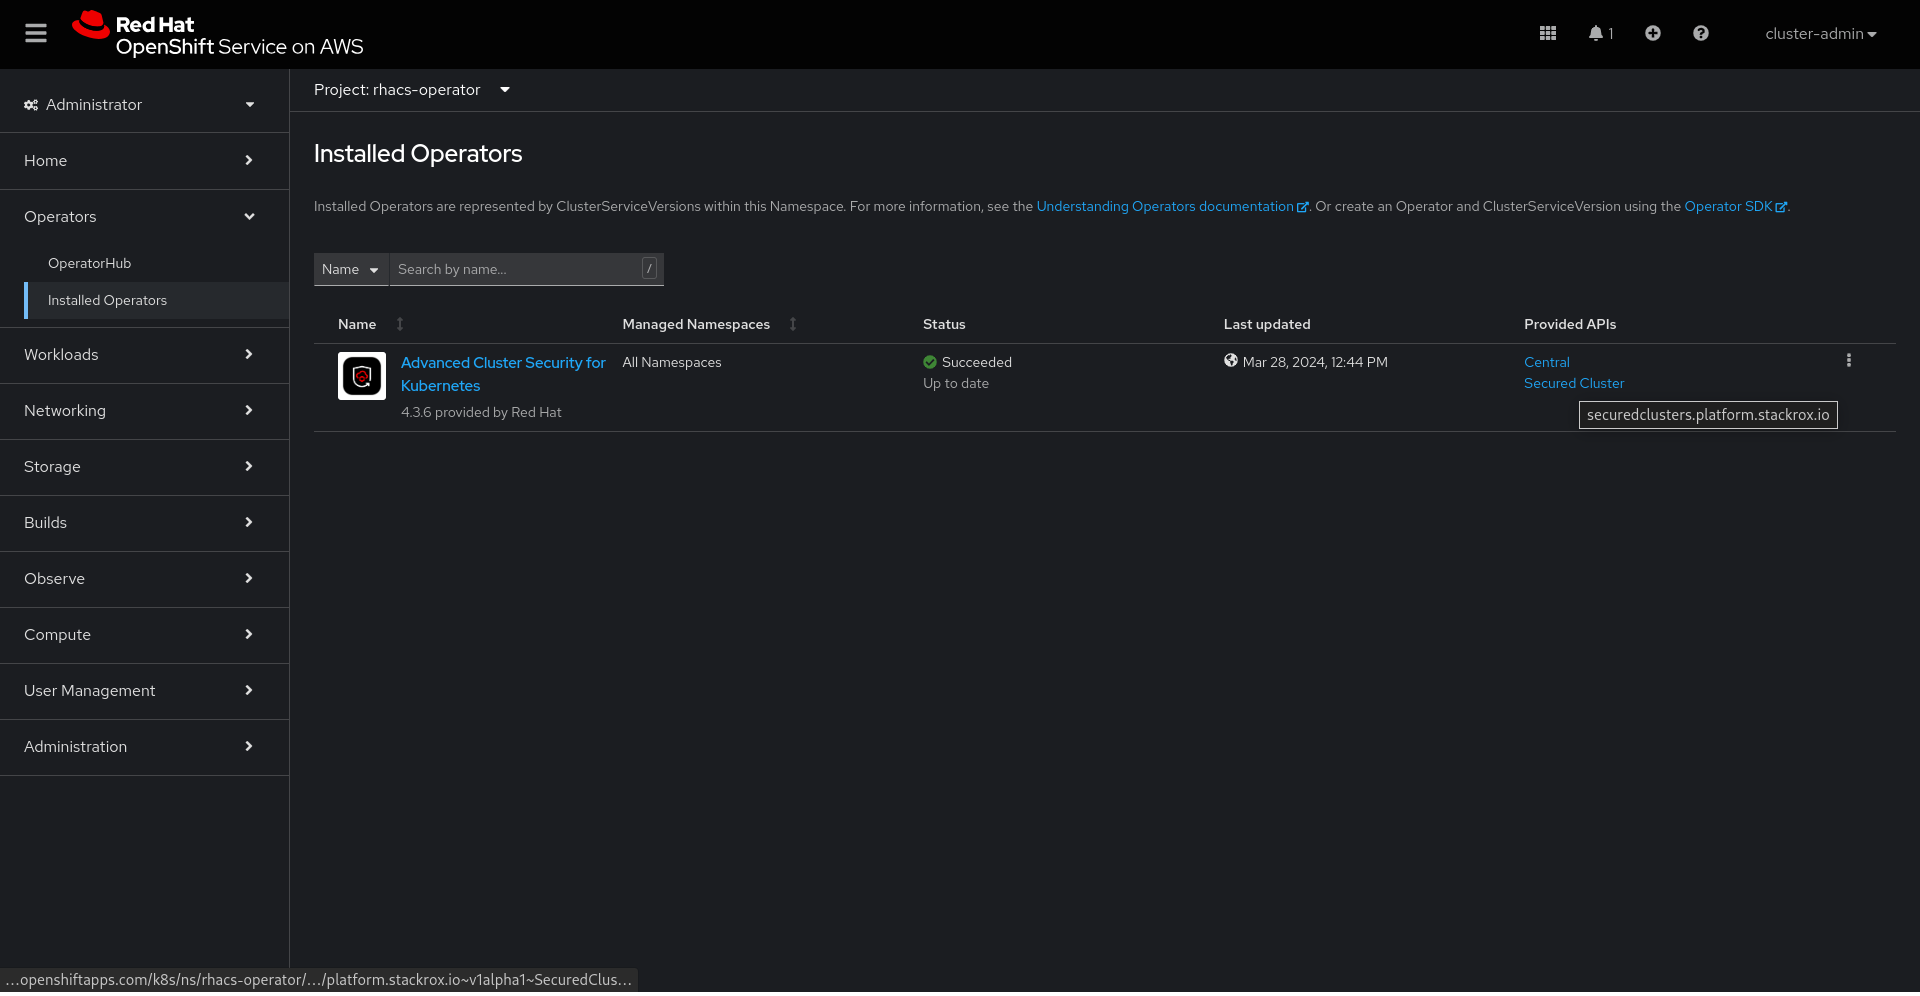 Red Hat
OpenShift Service on AWS
1
cluster-admin
Administrator
Project: rhacs-operator
Home
Operators
OperatorHub
Installed Operators
Workloads
Networking
Storage
Builds
Observe
Compute
User Management
Administration
Installed Operators
Installed Operators are represented by ClusterServiceVersions within this Namespace. For more information, see the Understanding Operators documentation. Or create an Operator and ClusterServiceVersion using the Operator SDK.
Name Search by name... /
Name Managed Namespaces Status Last updated Provided APIs
Advanced Cluster Security for All Namespaces Succeeded Mar 28, 2024, 12:44 PM Central
Kubernetes Up to date Secured Cluster
4.3.6 provided by Red Hat
securedclusters.platform.stackrox.io
...openshiftapps.com/k8s/ns/rhacs-operator/.../platform.stackrox.io~v1alpha1~SecuredClus...